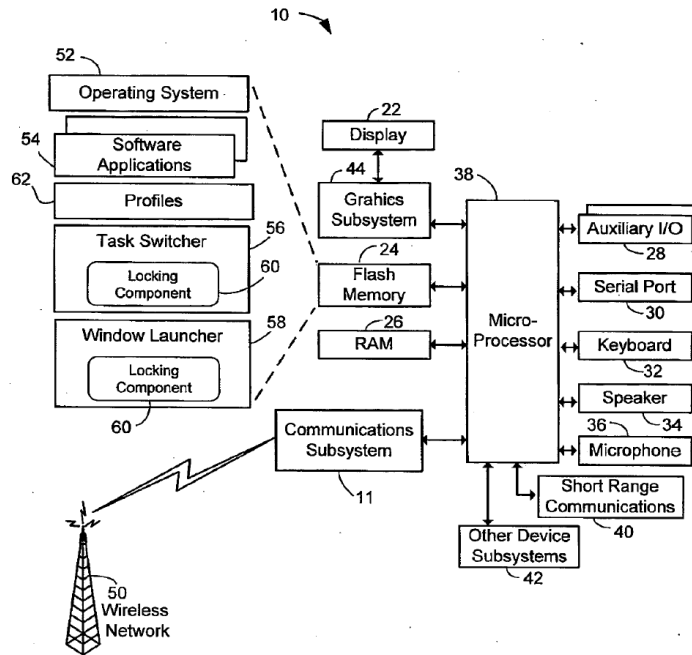 10
52
Operating System
54
Software
Applications
62
Profiles
Task Switcher
56
Locking
Component
60
Window Launcher
58
Locking
Component
60
22
Display
44
Grahics
Subsystem
24
Flash
Memory
26
RAM
Communications
Subsystem
11
38
Micro-
Processor
Auxiliary I/O
28
Serial Port
30
Keyboard
32
Speaker
34
36
Microphone
Short Range
Communications
40
Other Device
Subsystems
42
50
Wireless
Network